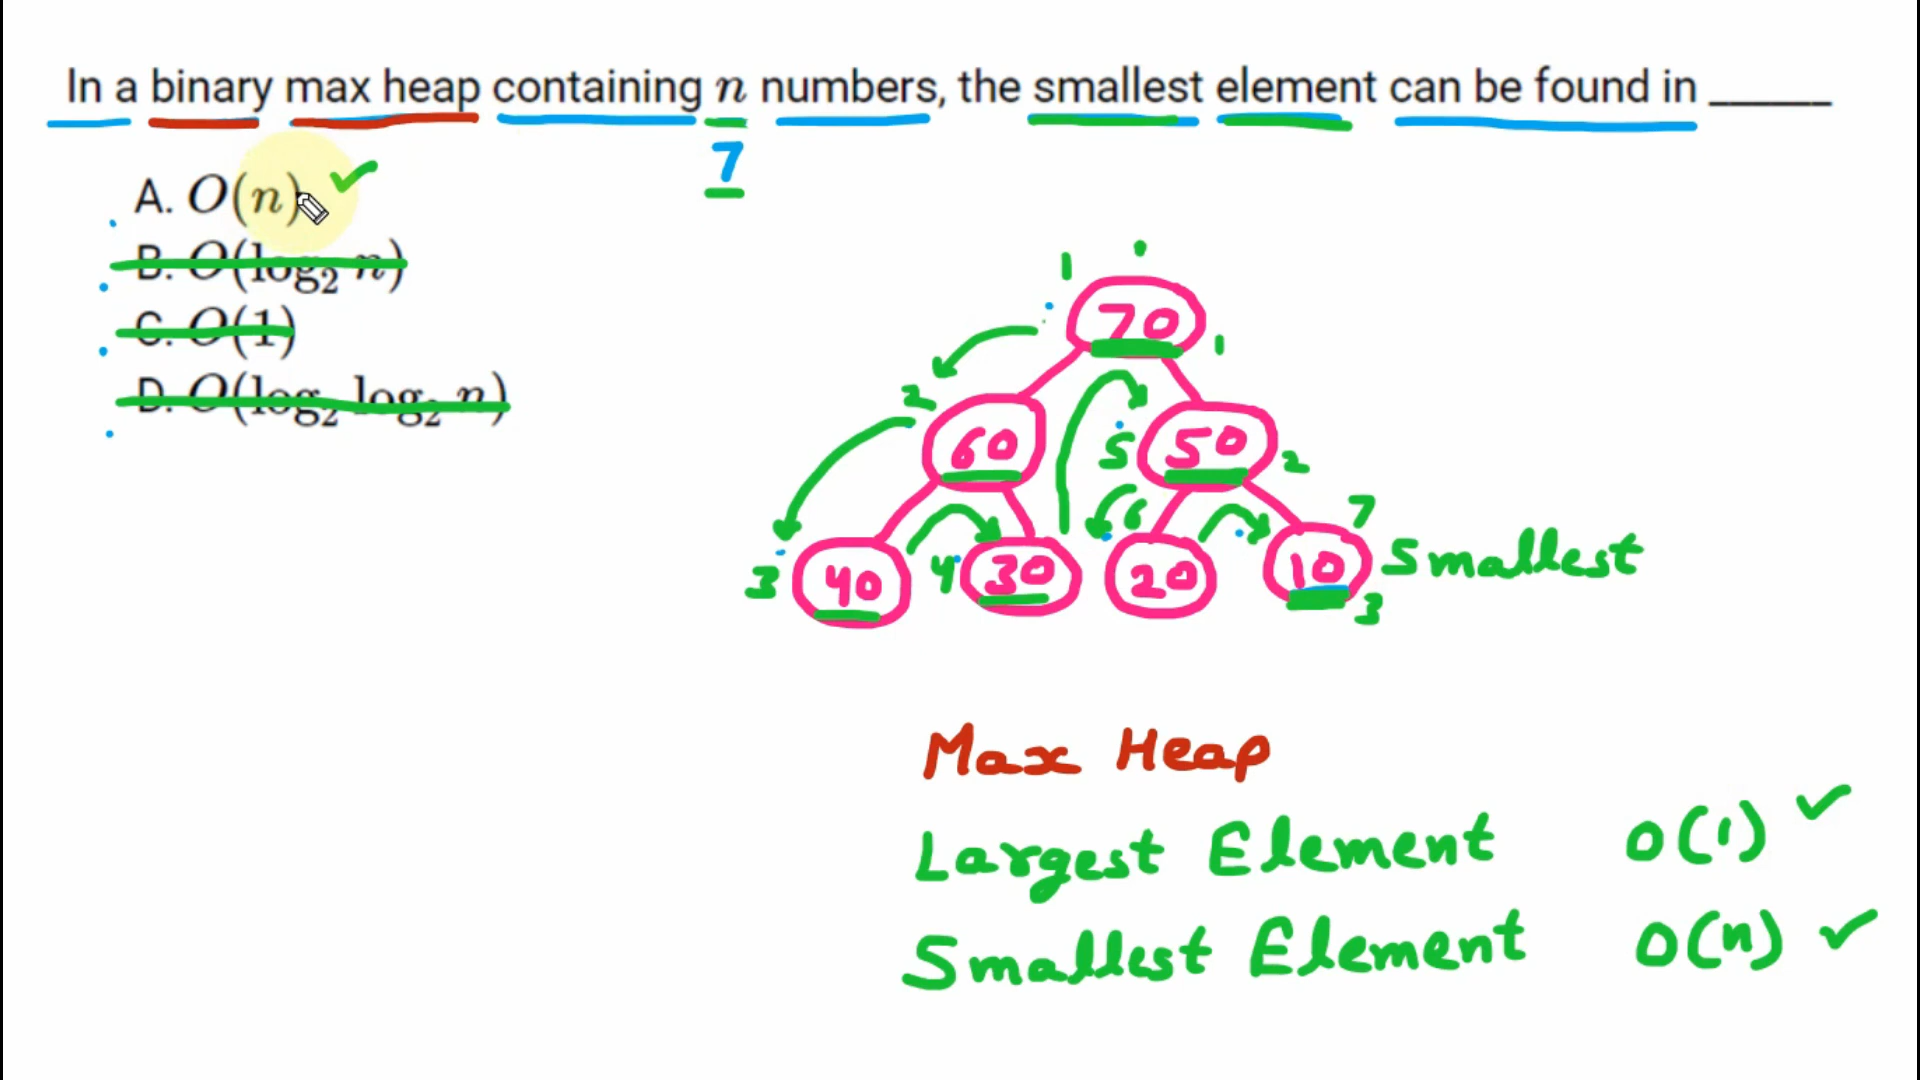 In a binary max heap containing n numbers, the smallest element can be found in ______
7
A. O(n)
B. O(log₂ n)
C. O(1)
D. O(log₂ log₂ n)
1
70
1
2
60
5
50
2
3
40
4
30
6
20
7
10
3
Smallest
Max Heap
Largest Element O(1)
Smallest Element O(n)